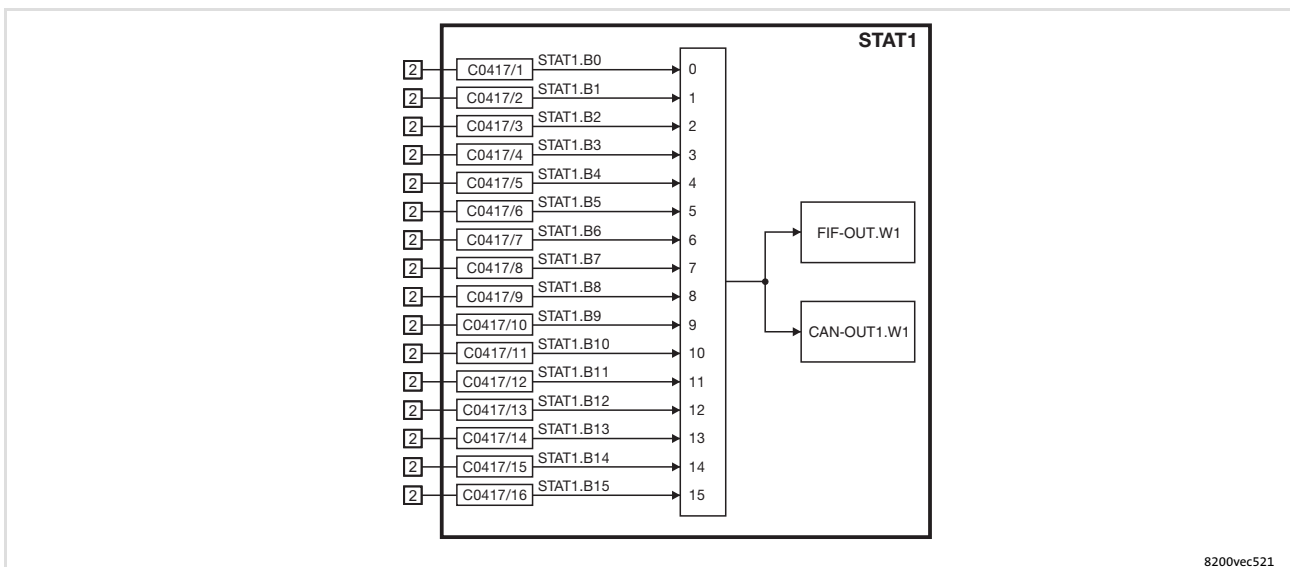 STAT1
2 C0417/1 STAT1.B0 0
2 C0417/2 STAT1.B1 1
2 C0417/3 STAT1.B2 2
2 C0417/4 STAT1.B3 3
2 C0417/5 STAT1.B4 4
2 C0417/6 STAT1.B5 5
2 C0417/7 STAT1.B6 6
2 C0417/8 STAT1.B7 7
2 C0417/9 STAT1.B8 8
2 C0417/10 STAT1.B9 9
2 C0417/11 STAT1.B10 10
2 C0417/12 STAT1.B11 11
2 C0417/13 STAT1.B12 12
2 C0417/14 STAT1.B13 13
2 C0417/15 STAT1.B14 14
2 C0417/16 STAT1.B15 15
FIF-OUT.W1
CAN-OUT1.W1
8200vec521